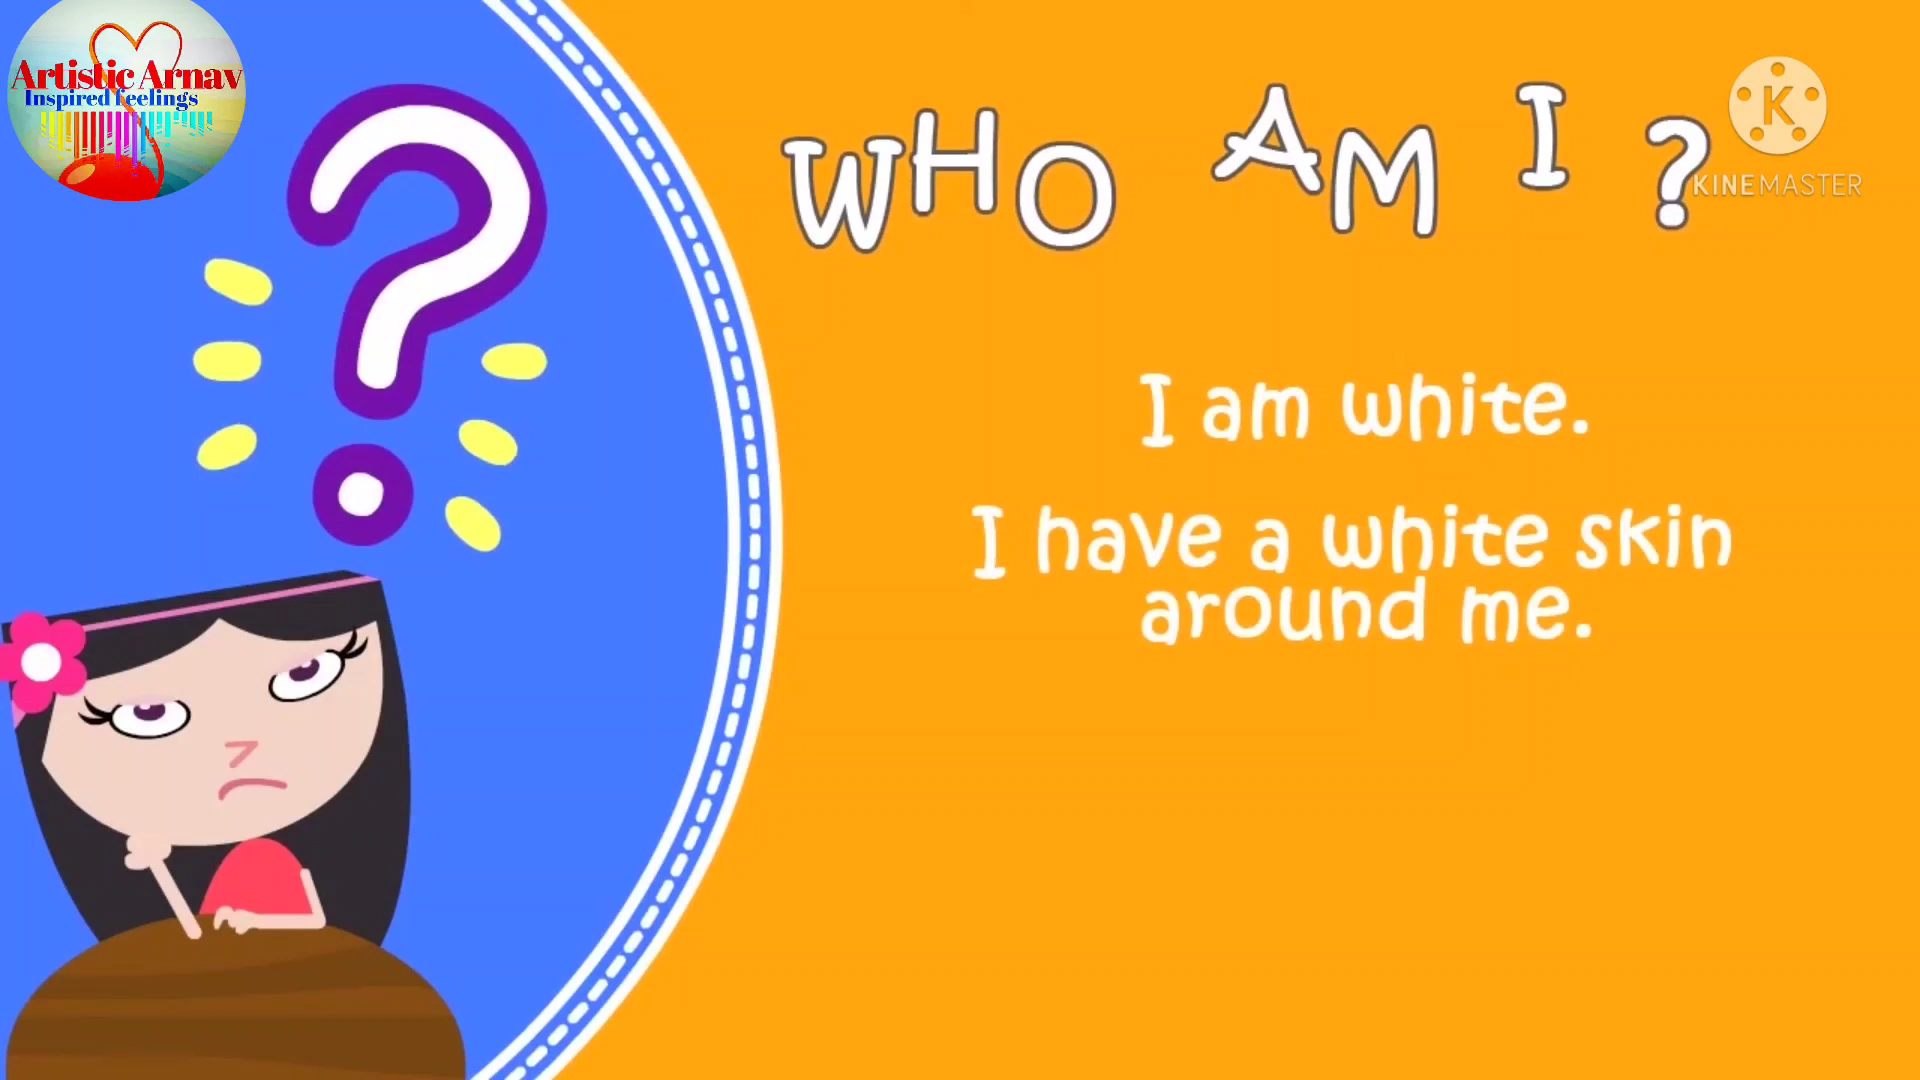 Artistic Arnav
Inspired feelings
WHO AM I ?
KINEMASTER
I am white.
I have a white skin
around me.